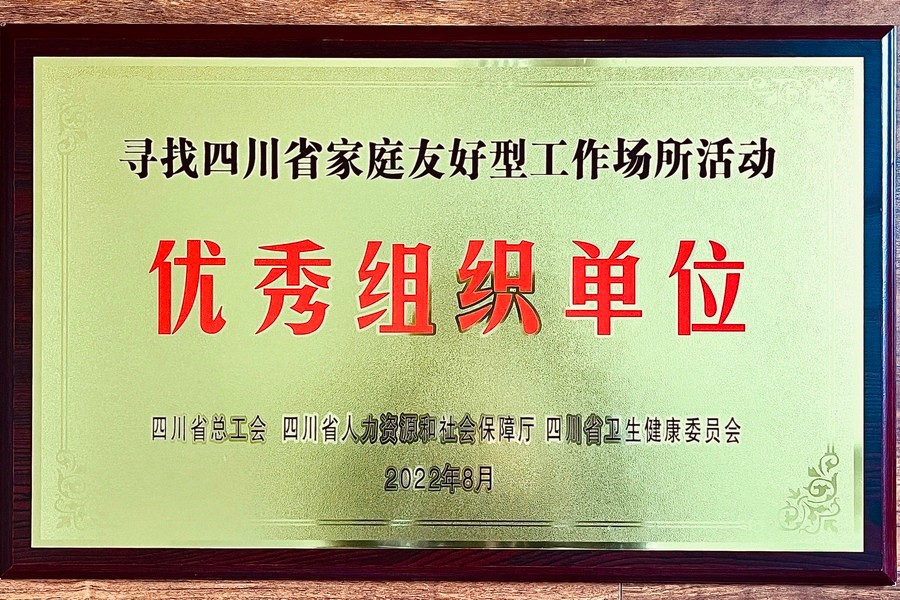 寻找四川省家庭友好型工作场所活动
优秀组织单位
四川省总工会 四川省人力资源和社会保障厅 四川省卫生健康委员会
2022年8月